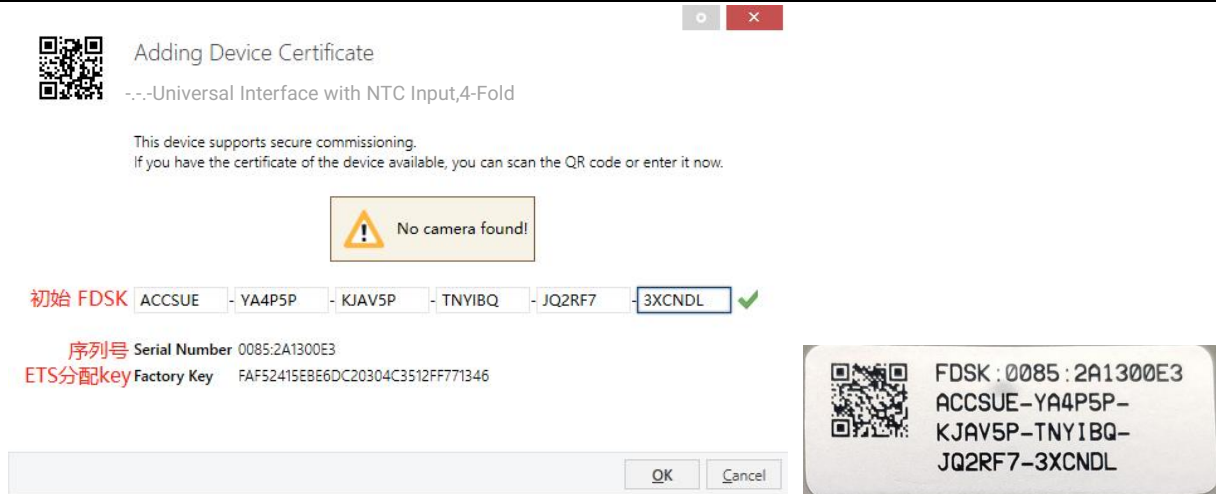 Adding Device Certificate
-.-.-Universal Interface with NTC Input,4-Fold
This device supports secure commissioning.
If you have the certificate of the device available, you can scan the QR code or enter it now.
No camera found!
初始 FDSK ACCSUE - YA4P5P - KJAV5P - TNYIBQ - JQ2RF7 - 3XCNDL
序列号 Serial Number 0085:2A1300E3
ETS分配key Factory Key FAF52415EBE6DC20304C3512FF771346
OK Cancel
FDSK:0085:2A1300E3
ACCSUE-YA4P5P-
KJAV5P-TNYIBQ-
JQ2RF7-3XCNDL